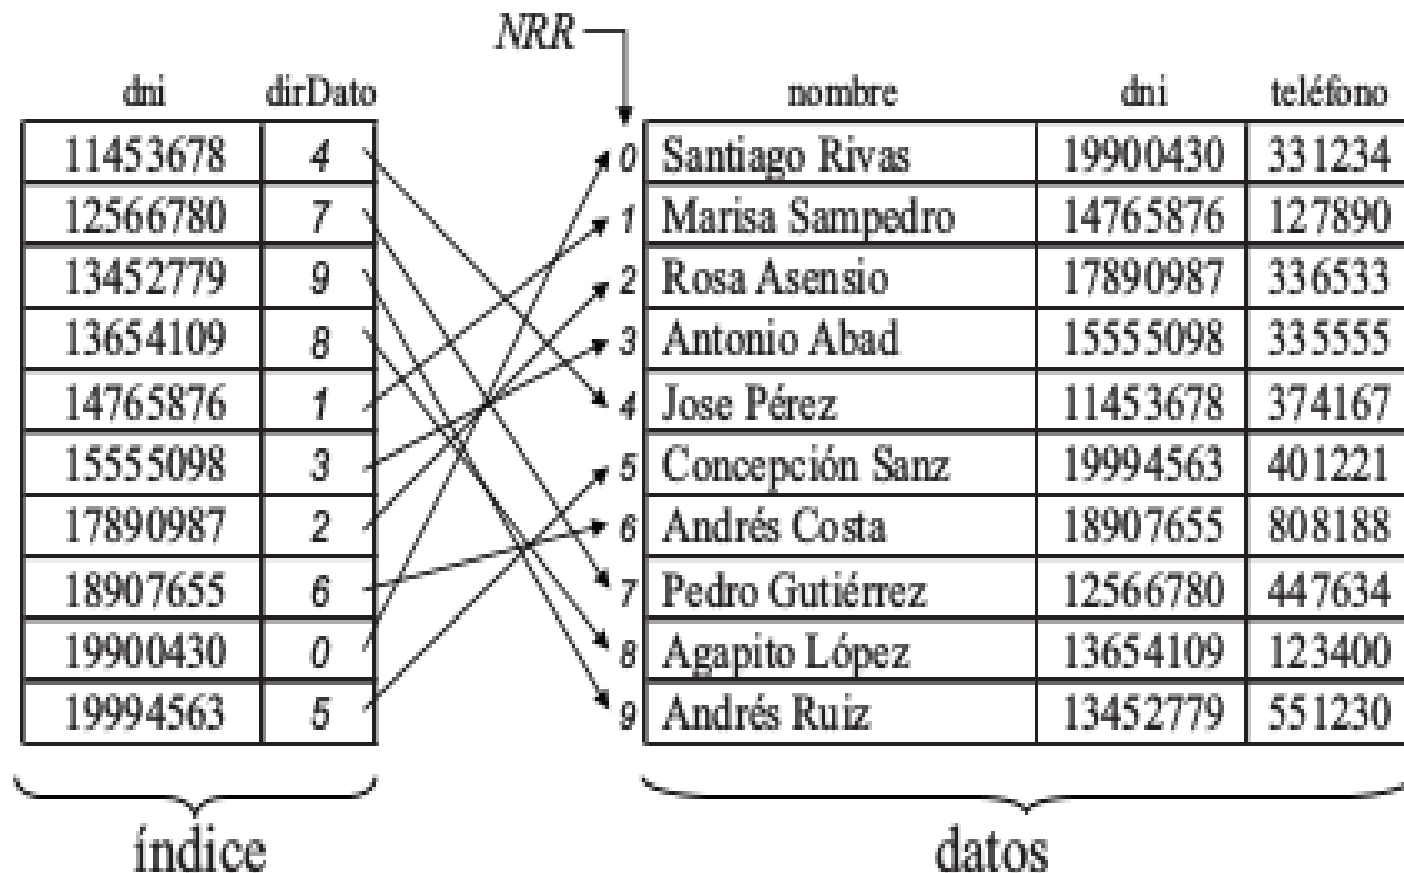 NRR
dni dirDato nombre dni teléfono
11453678 4 0 Santiago Rivas 19900430 331234
12566780 7 1 Marisa Sampedro 14765876 127890
13452779 9 2 Rosa Asensio 17890987 336533
13654109 8 3 Antonio Abad 15555098 335555
14765876 1 4 Jose Pérez 11453678 374167
15555098 3 5 Concepción Sanz 19994563 401221
17890987 2 6 Andrés Costa 18907655 808188
18907655 6 7 Pedro Gutiérrez 12566780 447634
19900430 0 8 Agapito López 13654109 123400
19994563 5 9 Andrés Ruiz 13452779 551230
índice datos